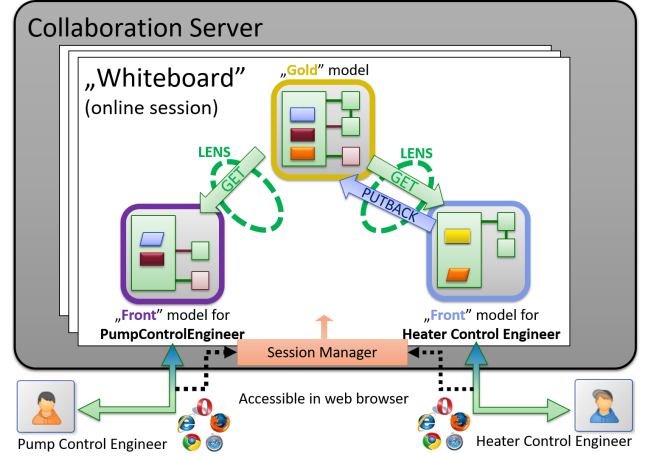 Collaboration Server
„Whiteboard”
(online session)
„Gold” model
LENS
GET
LENS
GET
PUTBACK
„Front” model for
PumpControlEngineer
„Front” model for
Heater Control Engineer
Session Manager
Accessible in web browser
Pump Control Engineer
Heater Control Engineer